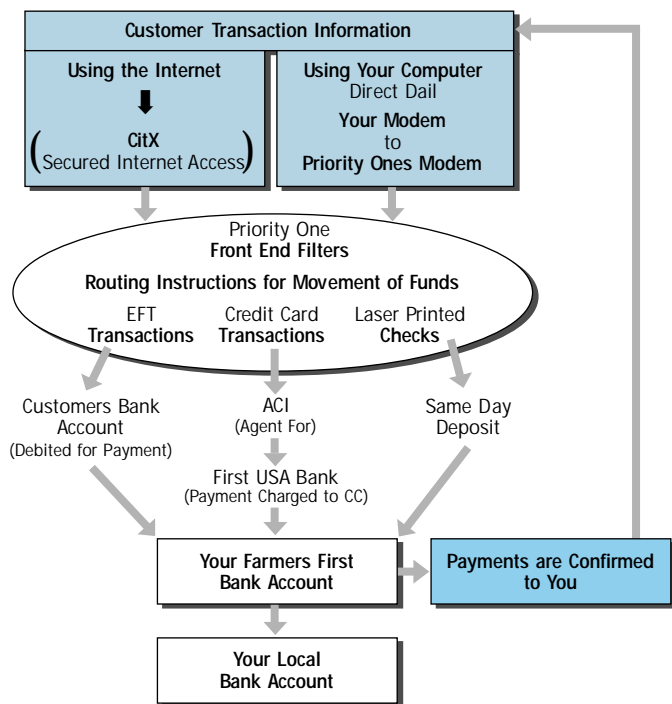 Customer Transaction Information
Using the Internet
CitX
(Secured Internet Access)
Using Your Computer
Direct Dail
Your Modem
to
Priority Ones Modem
Priority One
Front End Filters
Routing Instructions for Movement of Funds
EFT
Transactions
Credit Card
Transactions
Laser Printed
Checks
Customers Bank
Account
(Debited for Payment)
ACI
(Agent For)
First USA Bank
(Payment Charged to CC)
Same Day
Deposit
Your Farmers First
Bank Account
Payments are Confirmed
to You
Your Local
Bank Account